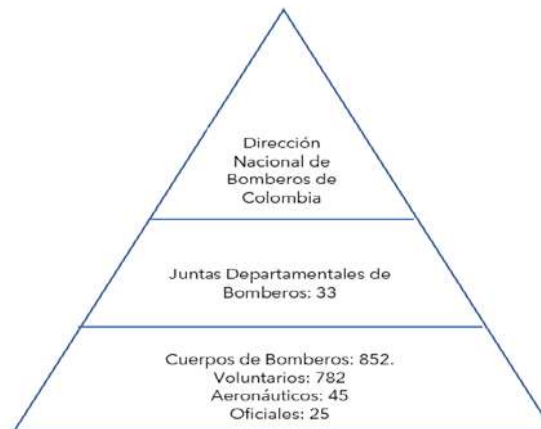 Dirección
Nacional de
Bomberos de
Colombia
Juntas Departamentales de
Bomberos: 33
Cuerpos de Bomberos: 852.
Voluntarios: 782
Aeronáuticos: 45
Oficiales: 25